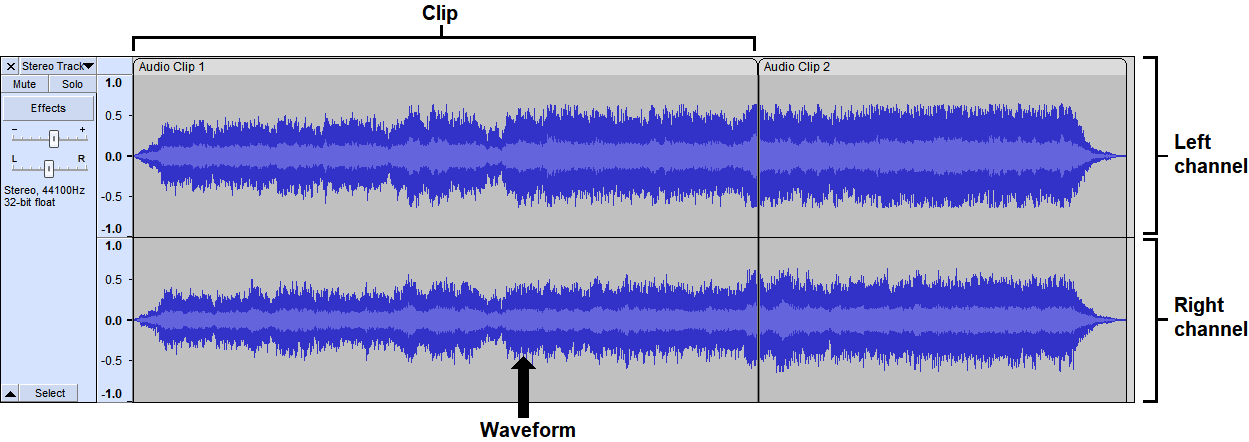 Clip
Stereo Track
Audio Clip 1
Audio Clip 2
Mute Solo
Effects
- +
L R
Stereo, 44100Hz
32-bit float
Select
1.0
0.5
0.0
-0.5
-1.0
1.0
0.5
0.0
-0.5
-1.0
Left
channel
Right
channel
Waveform